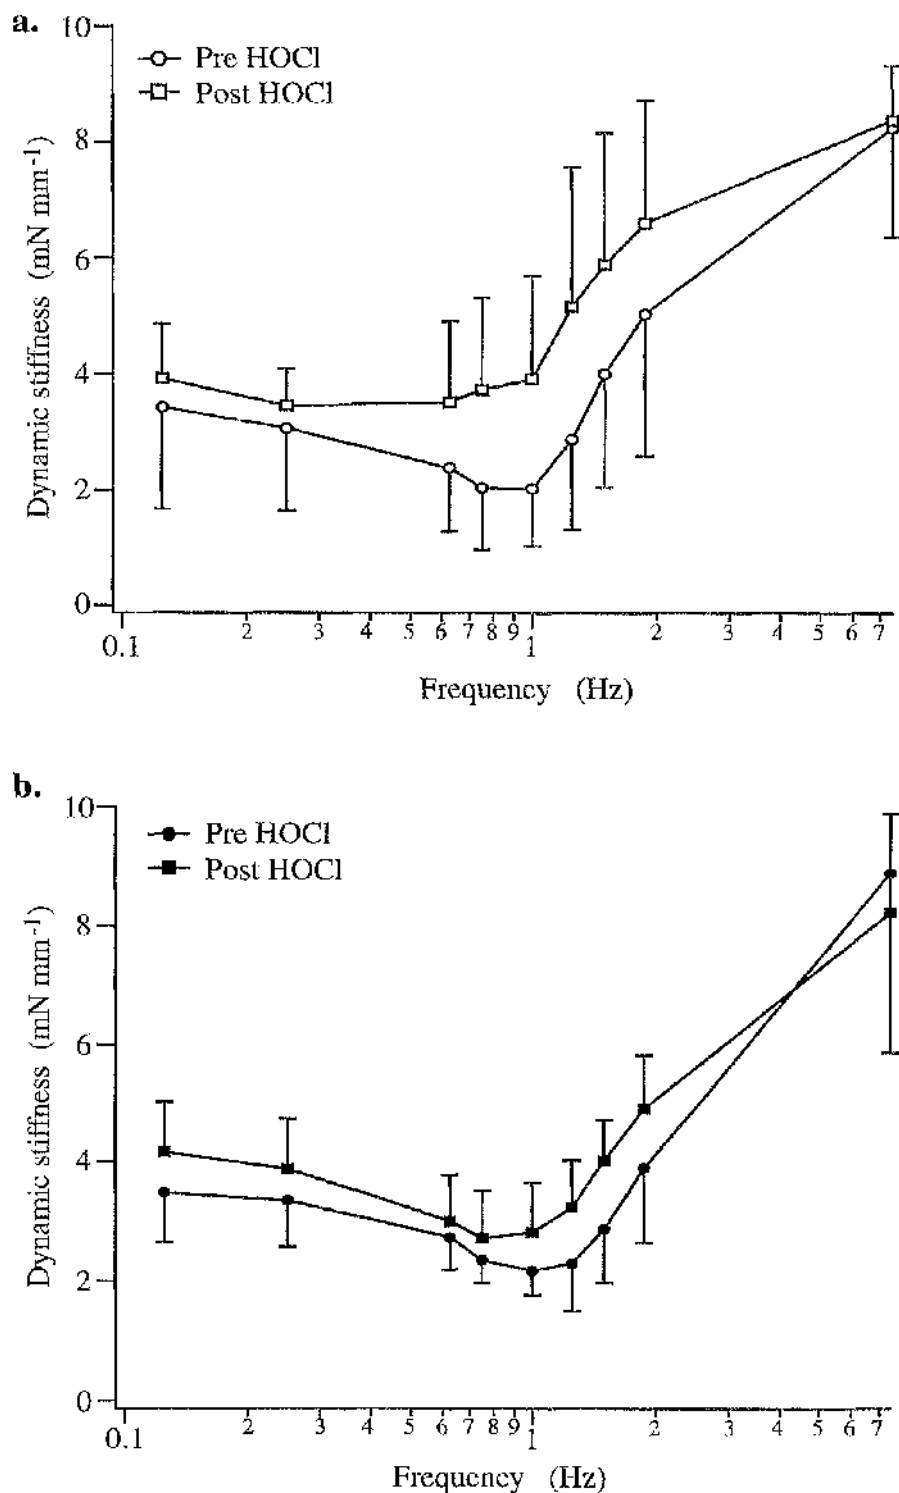 a.
10
8
6
4
2
0
Dynamic stiffness (mN mm⁻¹)
Pre HOCl
Post HOCl
0.1 2 3 4 5 6 7 8 9 1 2 3 4 5 6 7
Frequency (Hz)
b.
10
8
6
4
2
0
Dynamic stiffness (mN mm⁻¹)
Pre HOCl
Post HOCl
0.1 2 3 4 5 6 7 8 9 1 2 3 4 5 6 7
Frequency (Hz)